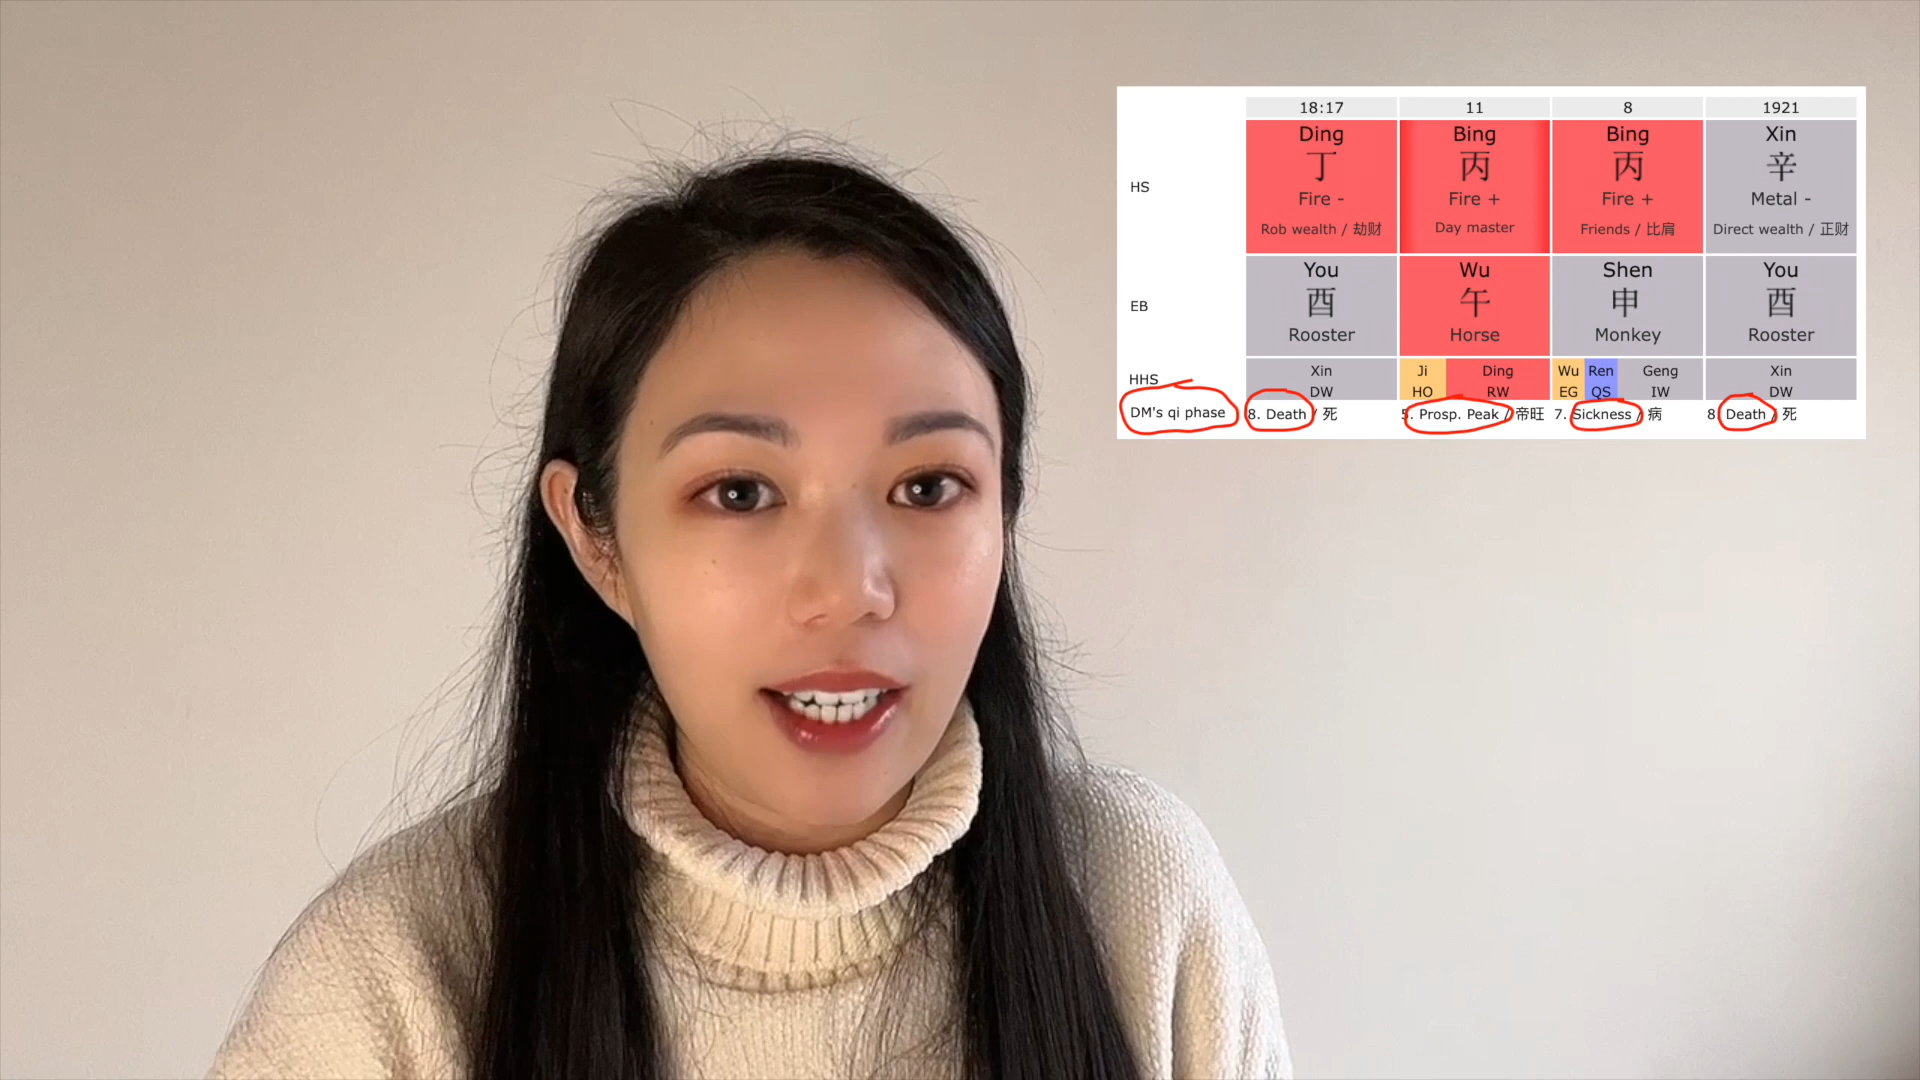 18:17 11 8 1921
HS
Ding Bing Bing Xin
丁 丙 丙 辛
Fire - Fire + Fire + Metal -
Rob wealth / 劫财 Day master Friends / 比肩 Direct wealth / 正财
EB
You Wu Shen You
酉 午 申 酉
Rooster Horse Monkey Rooster
HHS
Xin Ji Ding Wu Ren Geng Xin
DW HO RW EG QS IW DW
DM's qi phase 8. Death / 死 5. Prosp. Peak / 帝旺 7. Sickness / 病 8. Death / 死